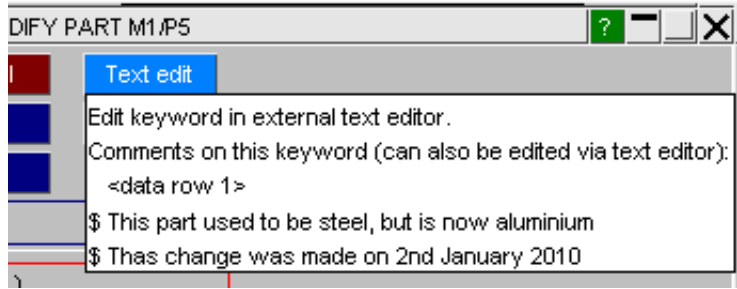 DIFY PART M1/P5
?
Text edit
Edit keyword in external text editor.
Comments on this keyword (can also be edited via text editor):
<data row 1>
$ This part used to be steel, but is now aluminium
$ Thas change was made on 2nd January 2010
)